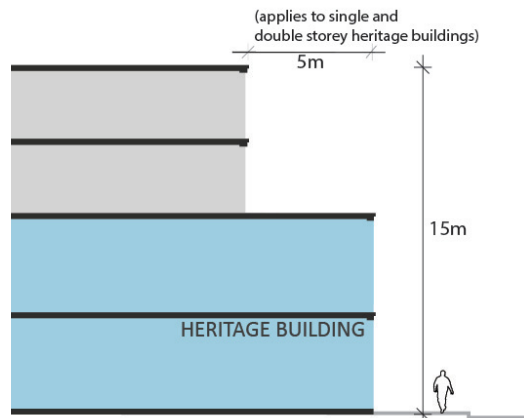 (applies to single and
double storey heritage buildings)
5m
15m
HERITAGE BUILDING